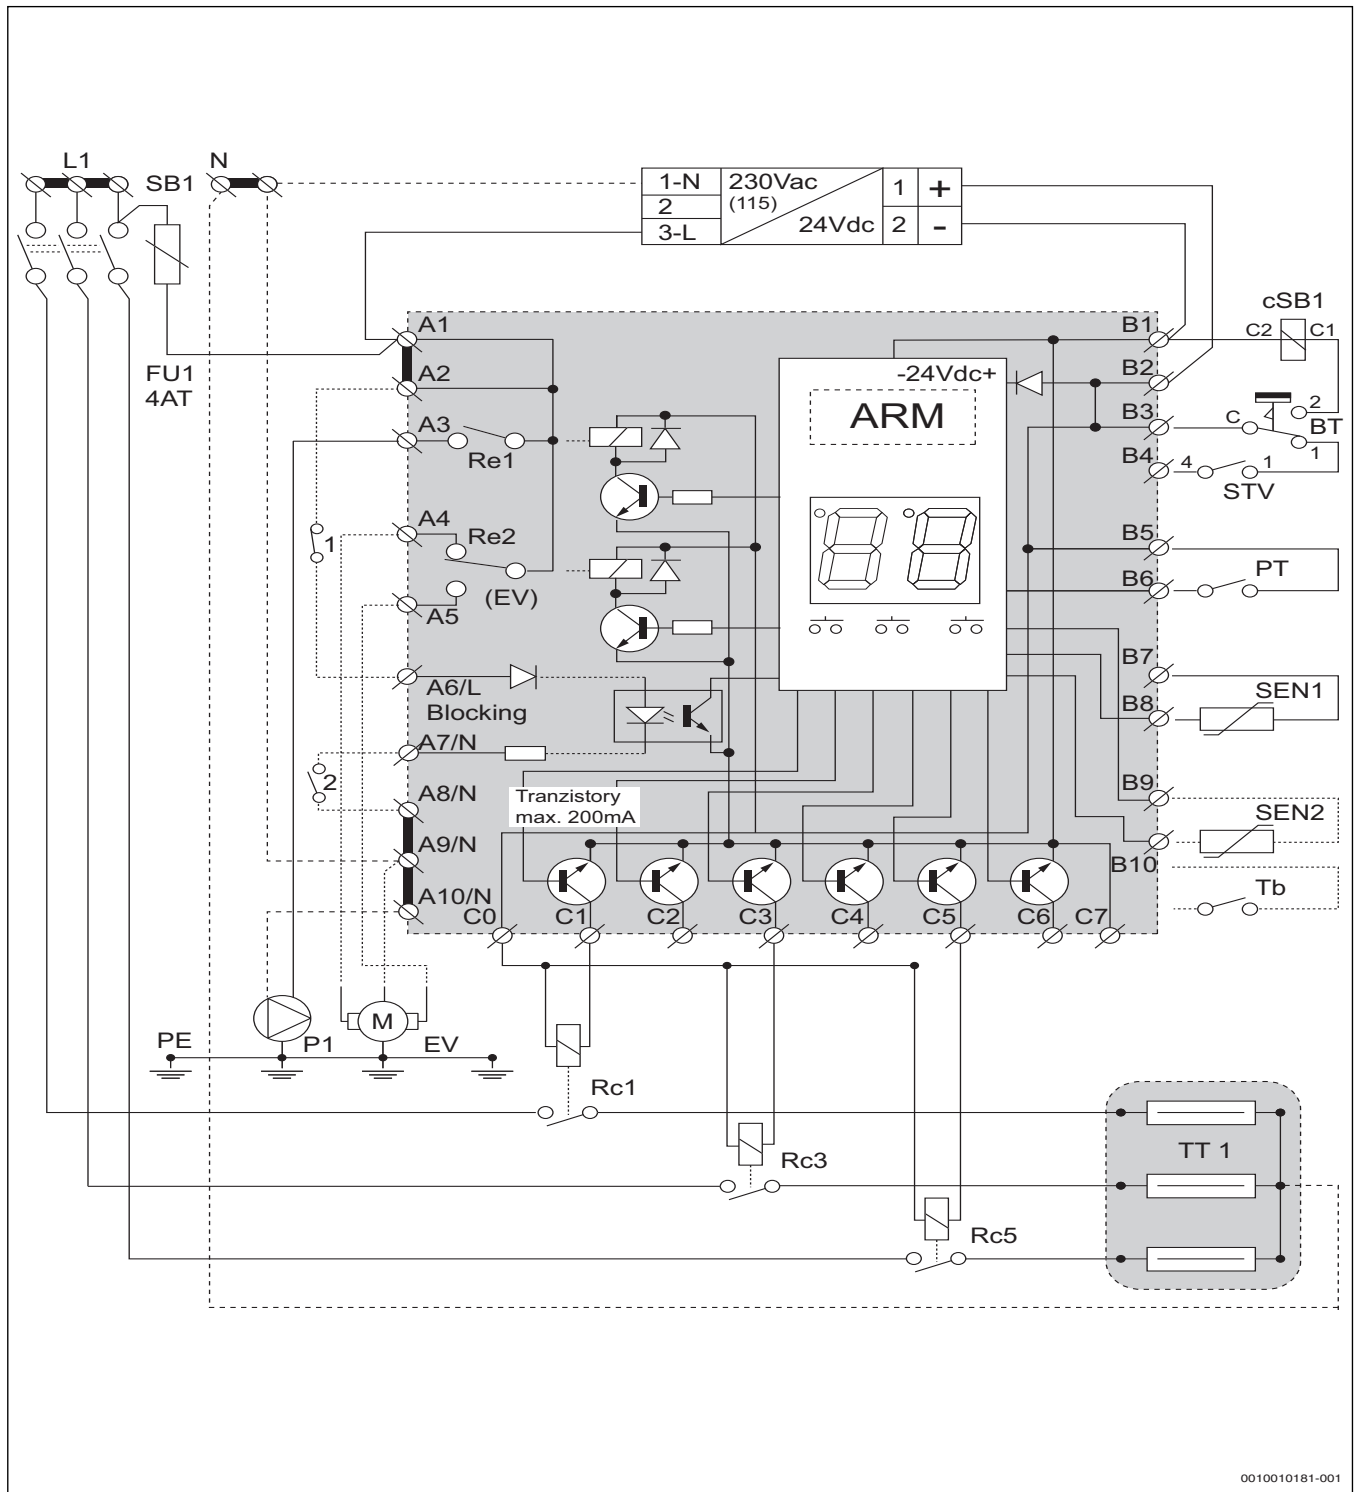 L1
SB1
N
1-N
2
3-L
230Vac
(115)
24Vdc
1
+
2
-
FU1
4AT
cSB1
C2
C1
A1
A2
A3
Re1
A4
Re2
(EV)
A5
A6/L
Blocking
A7/N
A8/N
A9/N
A10/N
1
2
-24Vdc+
ARM
88
B1
B2
B3
B4
B5
B6
B7
B8
B9
B10
C
2
BT
1
4
1
STV
PT
SEN1
SEN2
Tb
Tranzistory
max. 200mA
C0
C1
C2
C3
C4
C5
C6
C7
PE
P1
M
EV
Rc1
Rc3
Rc5
TT 1
0010010181-001